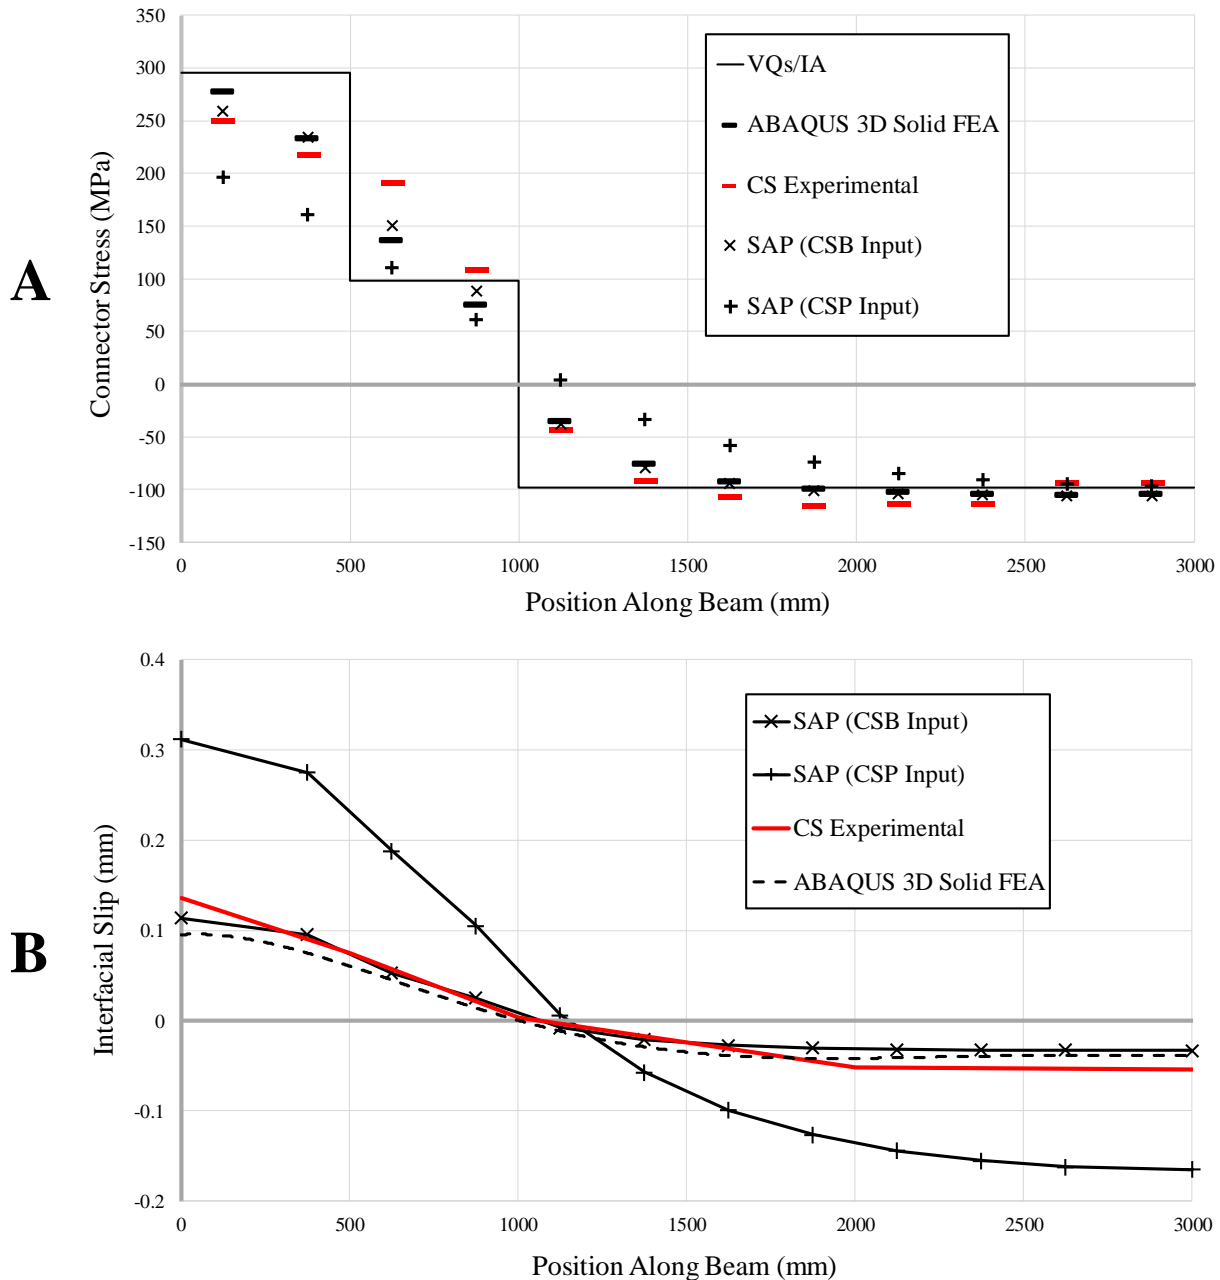 A
Connector Stress (MPa)
350
300
250
200
150
100
50
0
-50
-100
-150
VQs/IA
ABAQUS 3D Solid FEA
CS Experimental
SAP (CSB Input)
SAP (CSP Input)
0 500 1000 1500 2000 2500 3000
Position Along Beam (mm)
B
Interfacial Slip (mm)
0.4
0.3
0.2
0.1
0
-0.1
-0.2
SAP (CSB Input)
SAP (CSP Input)
CS Experimental
ABAQUS 3D Solid FEA
0 500 1000 1500 2000 2500 3000
Position Along Beam (mm)